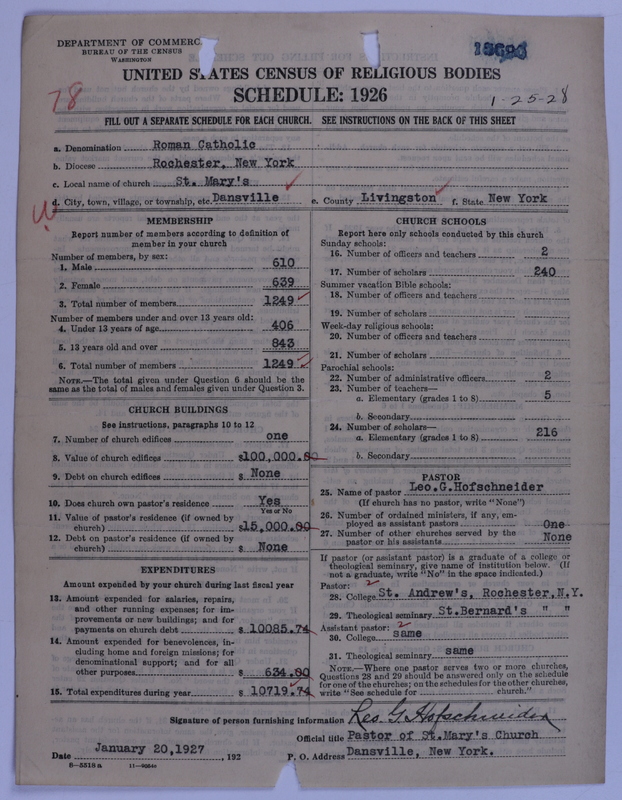 DEPARTMENT OF COMMERC
BUREAU OF THE CENSUS
WASHINGTON
UNITED STATES CENSUS OF RELIGIOUS BODIES
SCHEDULE: 1926
78
1-25-28
FILL OUT A SEPARATE SCHEDULE FOR EACH CHURCH. SEE INSTRUCTIONS ON THE BACK OF THIS SHEET
a. Denomination Roman Catholic
b. Diocese Rochester, New York
c. Local name of church St. Mary's
d. City, town, village, or township, etc. Dansville e. County Livingston f. State New York
MEMBERSHIP
Report number of members according to definition of
member in your church
Number of members, by sex:
1. Male 610
2. Female 639
3. Total number of members 1249
Number of members under and over 13 years old:
4. Under 13 years of age 406
5. 13 years old and over 843
6. Total number of members 1249
NOTE.—The total given under Question 6 should be the
same as the total of males and females given under Question 3.
CHURCH BUILDINGS
See instructions, paragraphs 10 to 12
7. Number of church edifices one
8. Value of church edifices $100,000.00
9. Debt on church edifices $ None
10. Does church own pastor's residence Yes
Yes or No
11. Value of pastor's residence (if owned by
church) $15,000.00
12. Debt on pastor's residence (if owned by
church) $ None
EXPENDITURES
Amount expended by your church during last fiscal year
13. Amount expended for salaries, repairs,
and other running expenses; for im-
provements or new buildings; and for
payments on church debt $ 10085.74
14. Amount expended for benevolences, in-
cluding home and foreign missions; for
denominational support; and for all
other purposes $ 634.00
15. Total expenditures during year $ 10719.74
CHURCH SCHOOLS
Report here only schools conducted by this church
Sunday schools:
16. Number of officers and teachers 2
17. Number of scholars 240
Summer vacation Bible schools:
18. Number of officers and teachers
19. Number of scholars
Week-day religious schools:
20. Number of officers and teachers
21. Number of scholars
Parochial schools:
22. Number of administrative officers 2
23. Number of teachers—
a. Elementary (grades 1 to 8) 5
b. Secondary
24. Number of scholars—
a. Elementary (grades 1 to 8) 216
b. Secondary
PASTOR
25. Name of pastor Leo.G.Hofschneider
(If church has no pastor, write "None")
26. Number of ordained ministers, if any, em-
ployed as assistant pastors One
27. Number of other churches served by the
pastor or his assistants None
If pastor (or assistant pastor) is a graduate of a college or
theological seminary, give name of institution below. (If
not a graduate, write "No" in the space indicated.)
Pastor: 2
28. College St. Andrew's, Rochester,N.Y.
29. Theological seminary St.Bernard's " "
Assistant pastor: 2
30. College same
31. Theological seminary same
NOTE.—Where one pastor serves two or more churches,
Questions 28 and 29 should be answered only on the schedule
for one of the churches; on the schedules for the other churches,
write "See schedule for church."
Signature of person furnishing information Leo G Hofschneider
Official title Pastor of St.Mary's Church
Date January 20,1927 , 192 P. O. Address Dansville, New York.